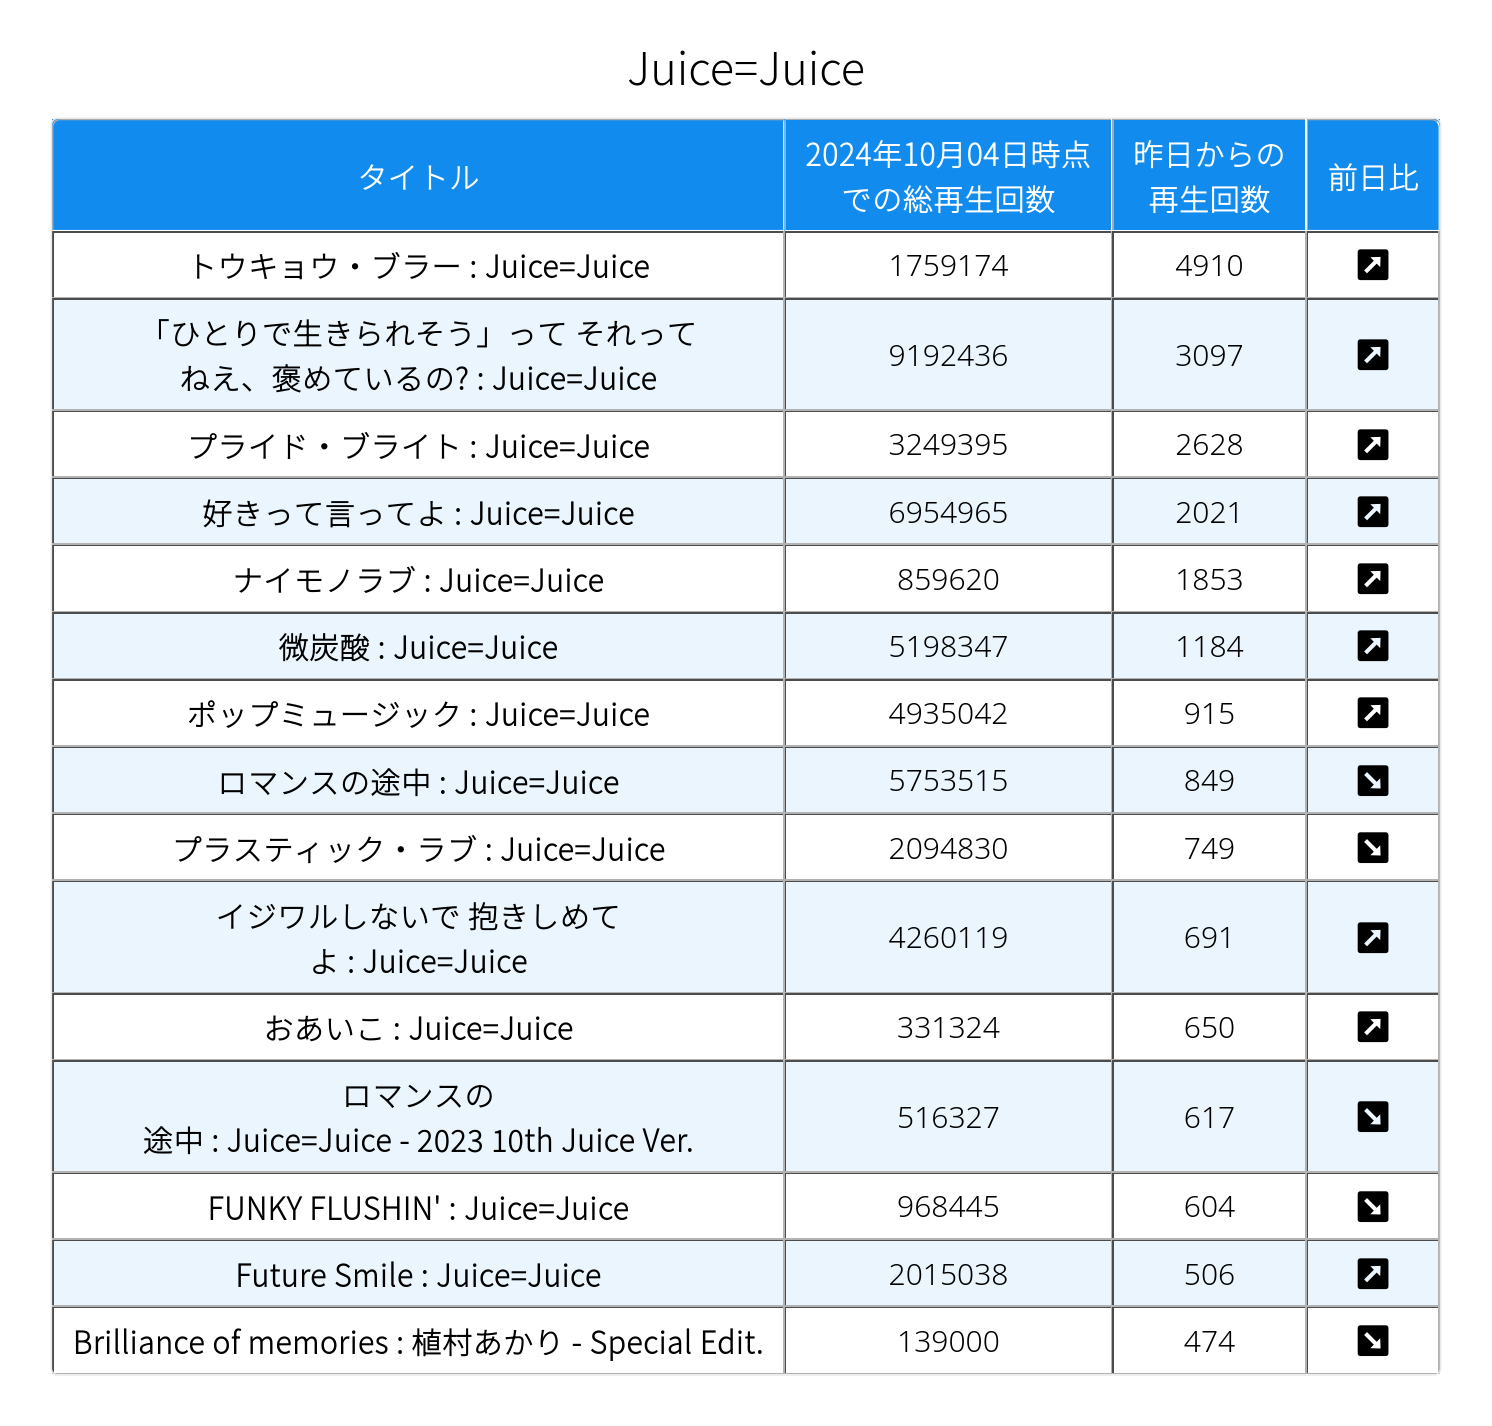 Juice=Juice
タイトル
2024年10月04日時点
での総再生回数
昨日からの
再生回数
前日比
トウキョウ・ブラー : Juice=Juice 1759174 4910
「ひとりで生きられそう」って それって
ねえ、褒めているの? : Juice=Juice 9192436 3097
プライド・ブライト : Juice=Juice 3249395 2628
好きって言ってよ : Juice=Juice 6954965 2021
ナイモノラブ : Juice=Juice 859620 1853
微炭酸 : Juice=Juice 5198347 1184
ポップミュージック : Juice=Juice 4935042 915
ロマンスの途中 : Juice=Juice 5753515 849
プラスティック・ラブ : Juice=Juice 2094830 749
イジワルしないで 抱きしめて
よ : Juice=Juice 4260119 691
おあいこ : Juice=Juice 331324 650
ロマンスの
途中 : Juice=Juice - 2023 10th Juice Ver. 516327 617
FUNKY FLUSHIN' : Juice=Juice 968445 604
Future Smile : Juice=Juice 2015038 506
Brilliance of memories : 植村あかり - Special Edit. 139000 474